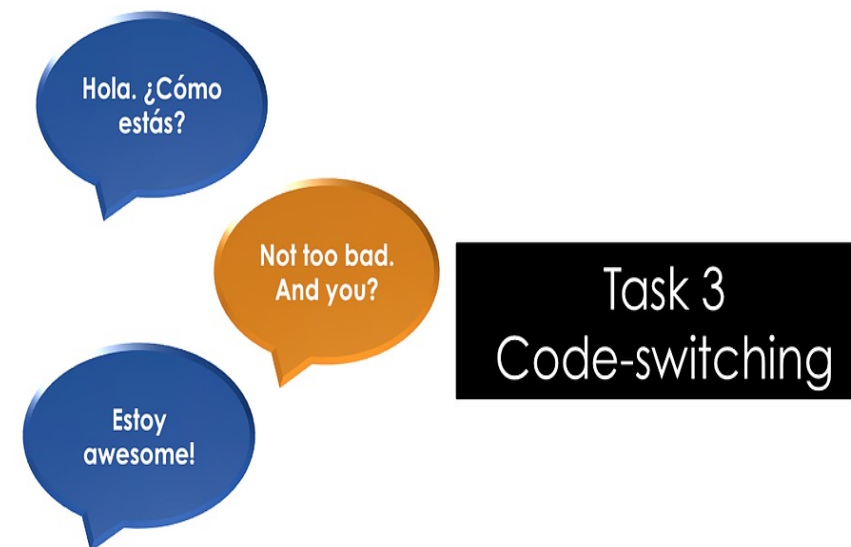 Hola. ¿Cómo
estás?
Not too bad.
And you?
Task 3
Code-switching
Estoy
awesome!